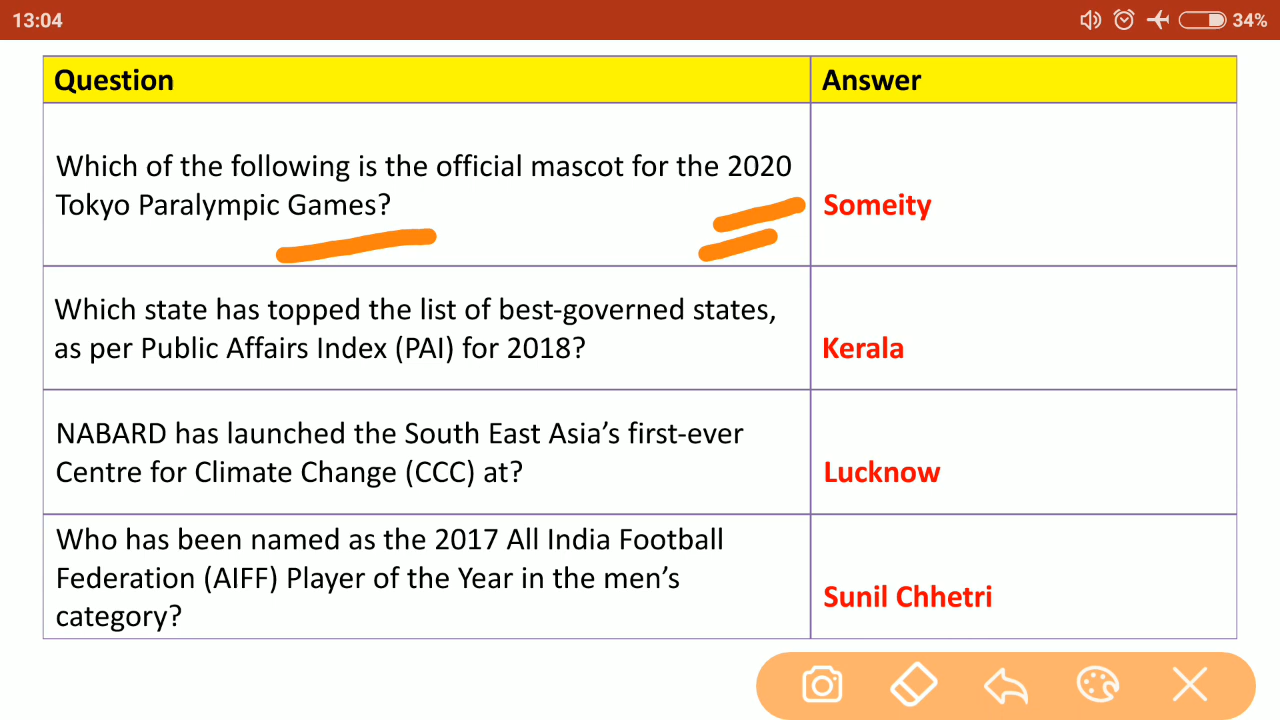 13:04
34%
Question
Answer
Which of the following is the official mascot for the 2020
Tokyo Paralympic Games?
Someity
Which state has topped the list of best-governed states,
as per Public Affairs Index (PAI) for 2018?
Kerala
NABARD has launched the South East Asia’s first-ever
Centre for Climate Change (CCC) at?
Lucknow
Who has been named as the 2017 All India Football
Federation (AIFF) Player of the Year in the men’s
category?
Sunil Chhetri